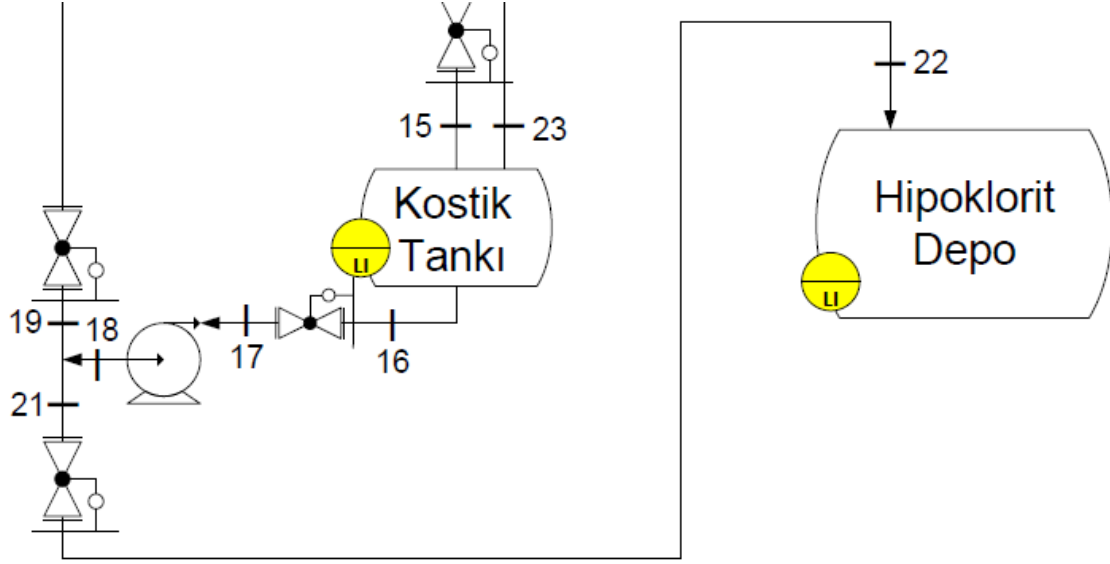 22
15
23
Kostik
Tankı
LI
Hipoklorit
Depo
LI
19
18
17
16
21